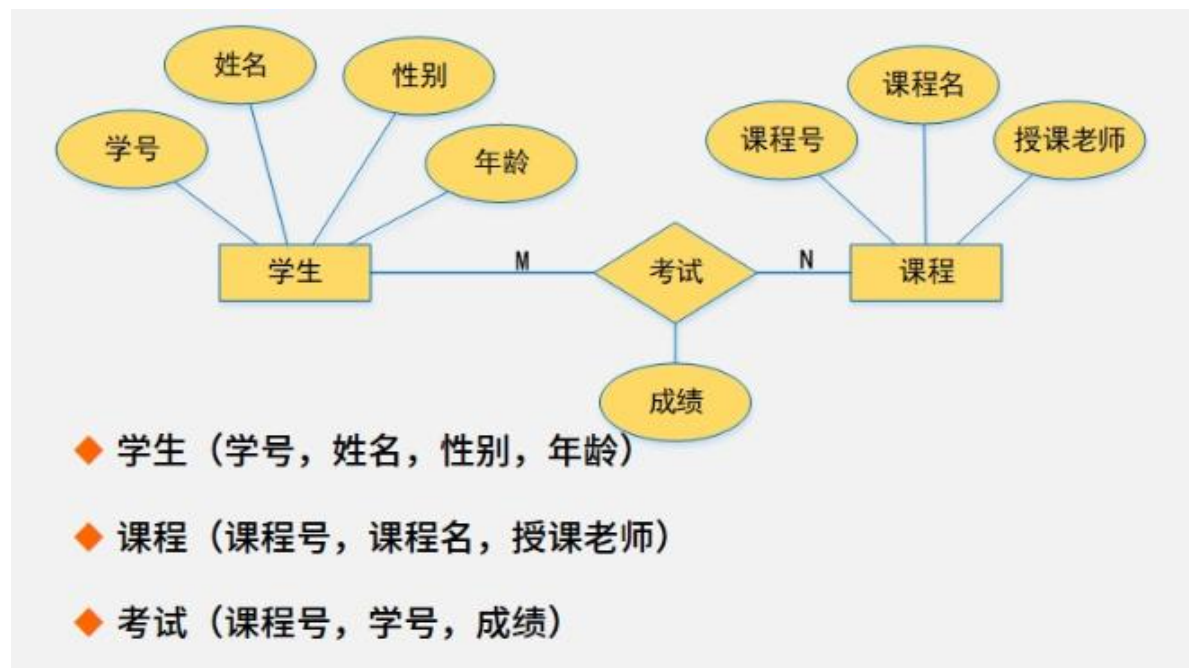 姓名
性别
学号
年龄
课程名
课程号
授课老师
学生
M
考试
N
课程
成绩
学生（学号，姓名，性别，年龄）
课程（课程号，课程名，授课老师）
考试（课程号，学号，成绩）